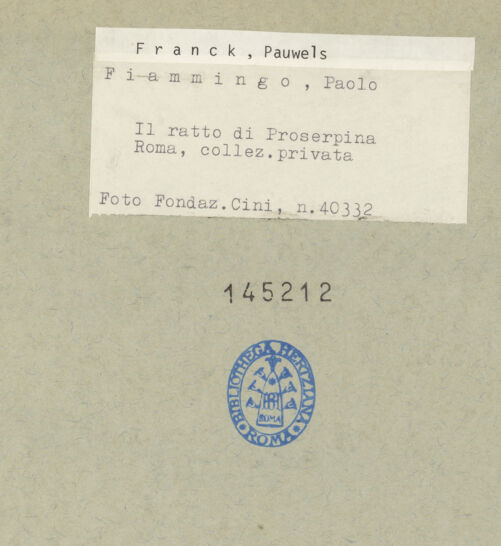 Franck, Pauwels
Fiammingo, Paolo
Il ratto di Proserpina
Roma, collez.privata
Foto Fondaz.Cini, n.40332
145212
BIBLIOTHECA HERTZIANA
ROMA
ROMA